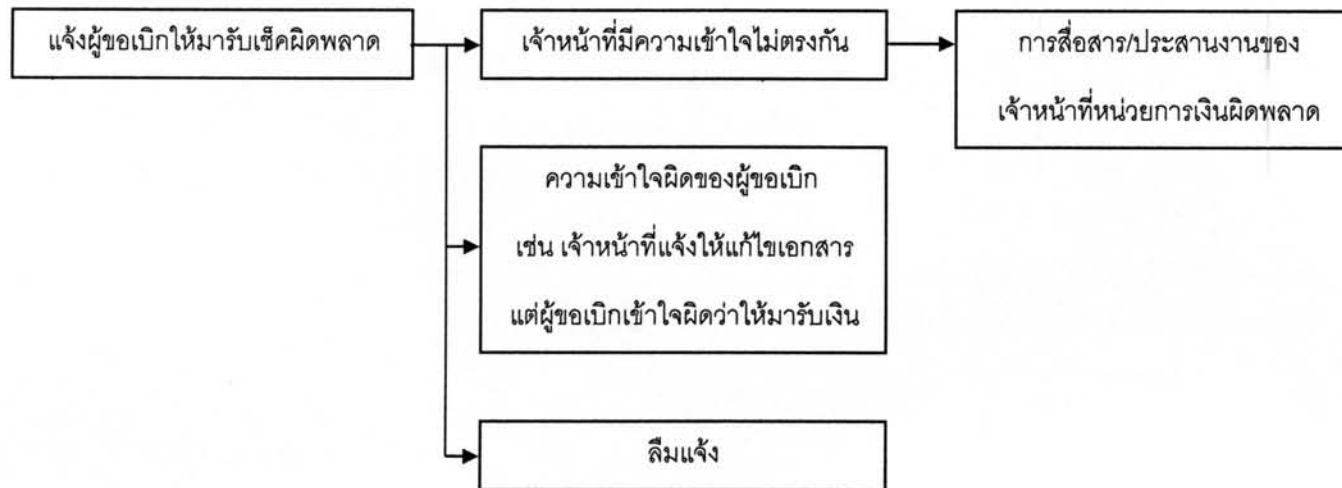 แจ้งผู้ขอเบิกให้มารับเช็คผิดพลาด
เจ้าหน้าที่มีความเข้าใจไม่ตรงกัน
การสื่อสาร/ประสานงานของ
เจ้าหน้าที่หน่วยการเงินผิดพลาด
ความเข้าใจผิดของผู้ขอเบิก
เช่น เจ้าหน้าที่แจ้งให้แก้ไขเอกสาร
แต่ผู้ขอเบิกเข้าใจผิดว่าให้มารับเงิน
ลืมแจ้ง